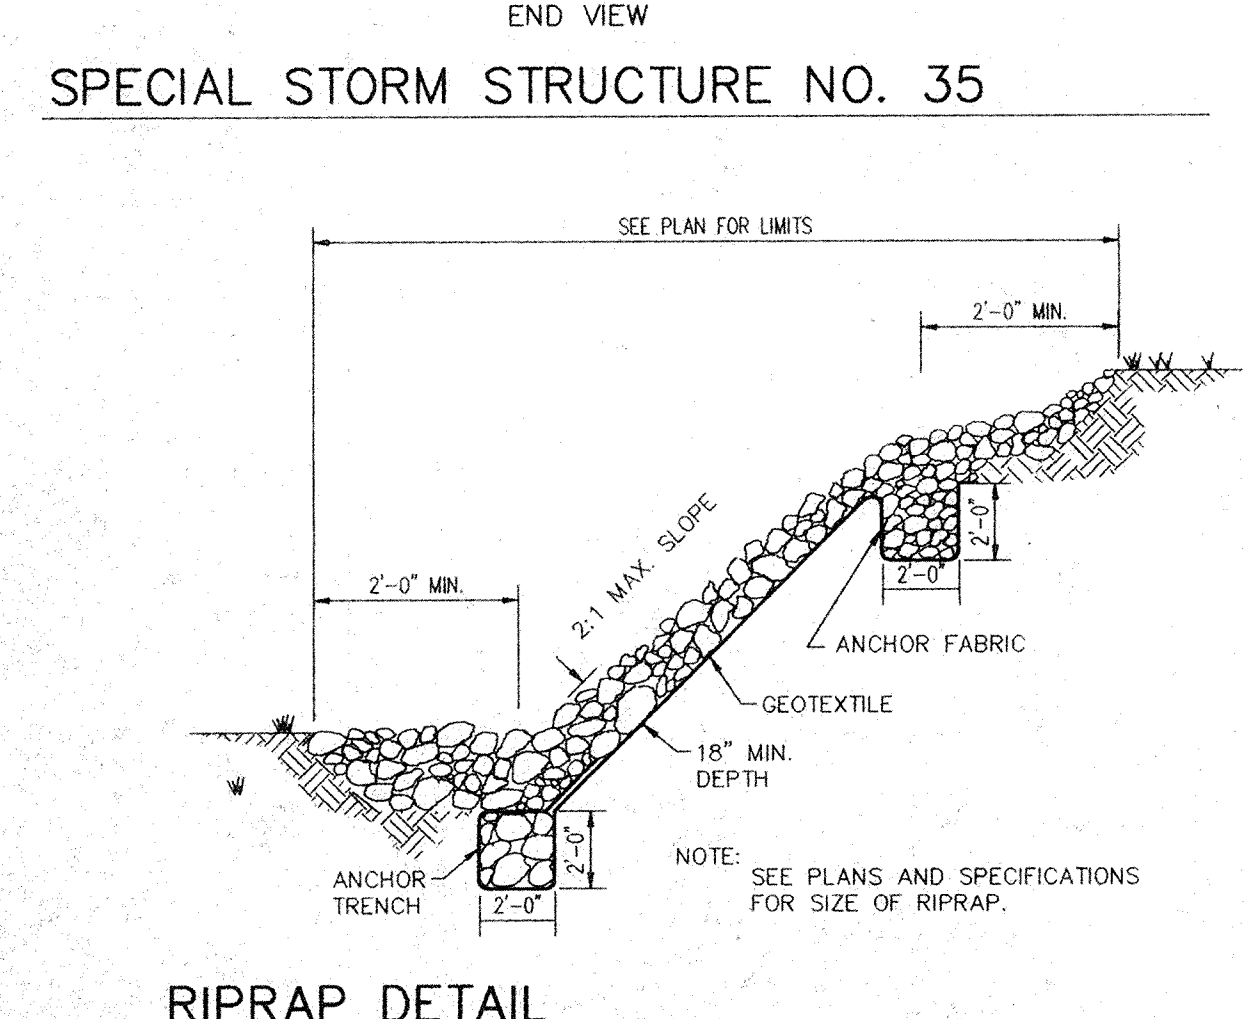 END VIEW
SPECIAL STORM STRUCTURE NO. 35
SEE PLAN FOR LIMITS
2'-0" MIN.
2:1 MAX. SLOPE
2'-0"
2'-0"
2'-0" MIN.
ANCHOR FABRIC
GEOTEXTILE
18" MIN.
DEPTH
2'-0"
ANCHOR
TRENCH
2'-0"
NOTE:
SEE PLANS AND SPECIFICATIONS
FOR SIZE OF RIPRAP.
RIPRAP DETAIL